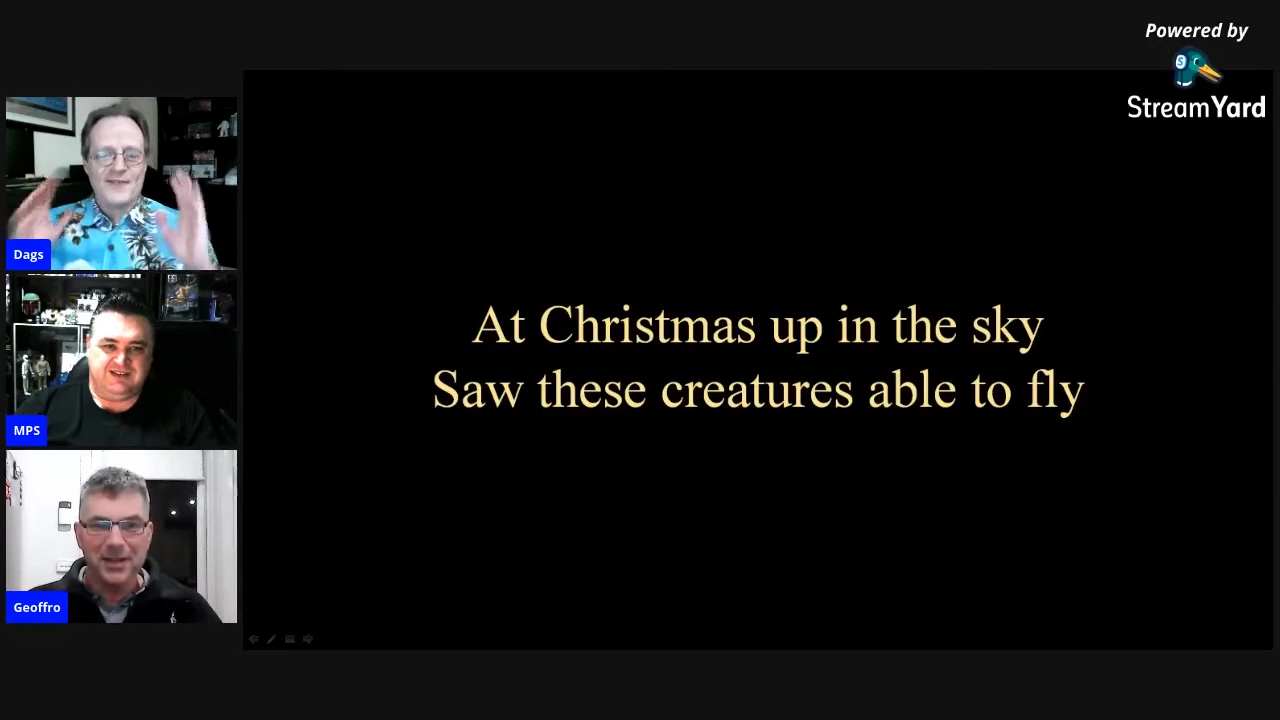 Powered by
StreamYard
Dags
At Christmas up in the sky
Saw these creatures able to fly
MPS
Geoffro